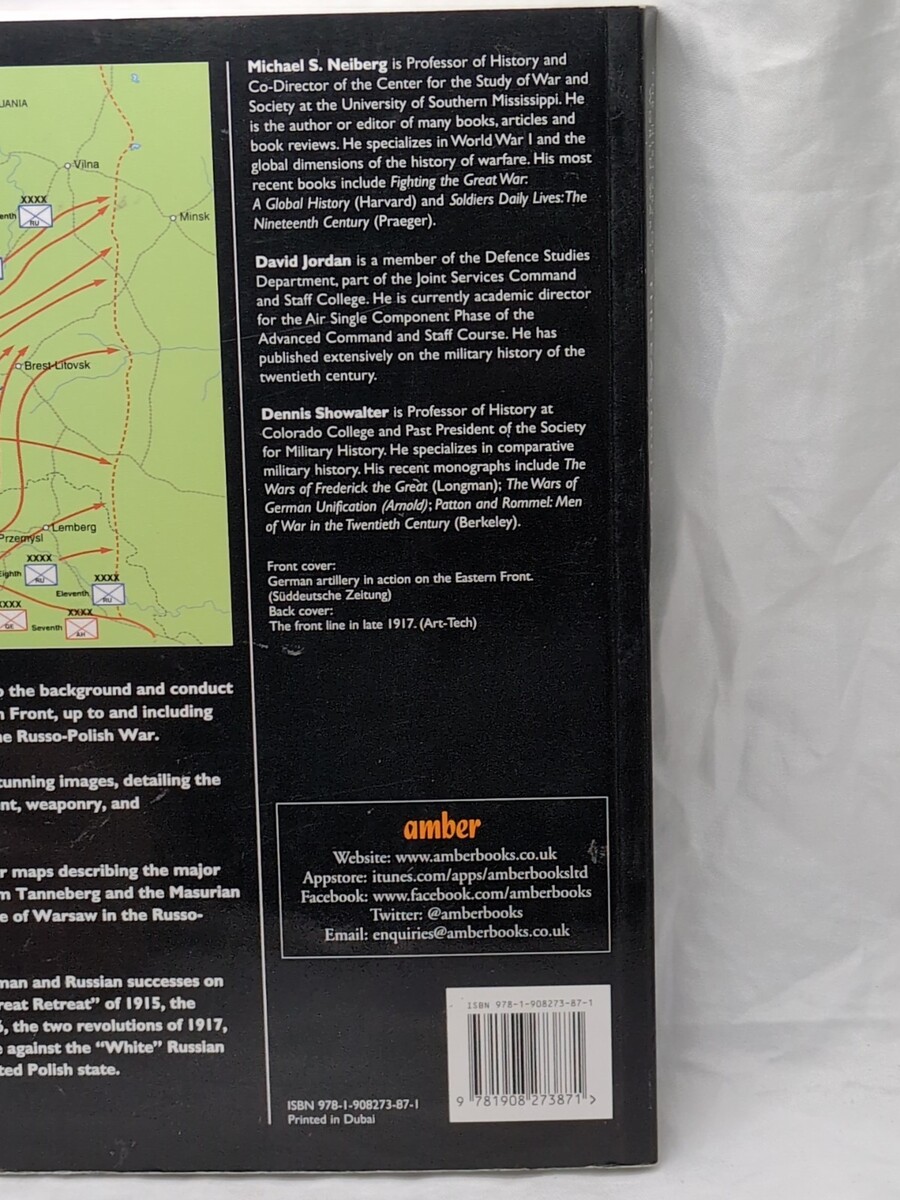 UANIA
Vilna
XXXX
enth
RU
Minsk
Brest-Litovsk
Lemberg
Przemysl
XXXX
Eighth
RU
XXXX
Eleventh
RU
XXXX
GE
XXXX
Seventh
AH
o the background and conduct
n Front, up to and including
e Russo-Polish War.
tunning images, detailing the
nt, weaponry, and
r maps describing the major
m Tanneberg and the Masurian
e of Warsaw in the Russo-
man and Russian successes on
reat Retreat” of 1915, the
, the two revolutions of 1917,
e against the “White” Russian
ted Polish state.
Michael S. Neiberg is Professor of History and
Co-Director of the Center for the Study of War and
Society at the University of Southern Mississippi. He
is the author or editor of many books, articles and
book reviews. He specializes in World War I and the
global dimensions of the history of warfare. His most
recent books include Fighting the Great War:
A Global History (Harvard) and Soldiers Daily Lives: The
Nineteenth Century (Praeger).
David Jordan is a member of the Defence Studies
Department, part of the Joint Services Command
and Staff College. He is currently academic director
for the Air Single Component Phase of the
Advanced Command and Staff Course. He has
published extensively on the military history of the
twentieth century.
Dennis Showalter is Professor of History at
Colorado College and Past President of the Society
for Military History. He specializes in comparative
military history. His recent monographs include The
Wars of Frederick the Great (Longman); The Wars of
German Unification (Arnold); Patton and Rommel: Men
of War in the Twentieth Century (Berkeley).
Front cover:
German artillery in action on the Eastern Front.
(Süddeutsche Zeitung)
Back cover:
The front line in late 1917. (Art-Tech)
amber
Website: www.amberbooks.co.uk
Appstore: itunes.com/apps/amberbooksltd
Facebook: www.facebook.com/amberbooks
Twitter: @amberbooks
Email: enquiries@amberbooks.co.uk
ISBN 978-1-908273-87-1
9 781908 273871 >
ISBN 978-1-908273-87-1
Printed in Dubai